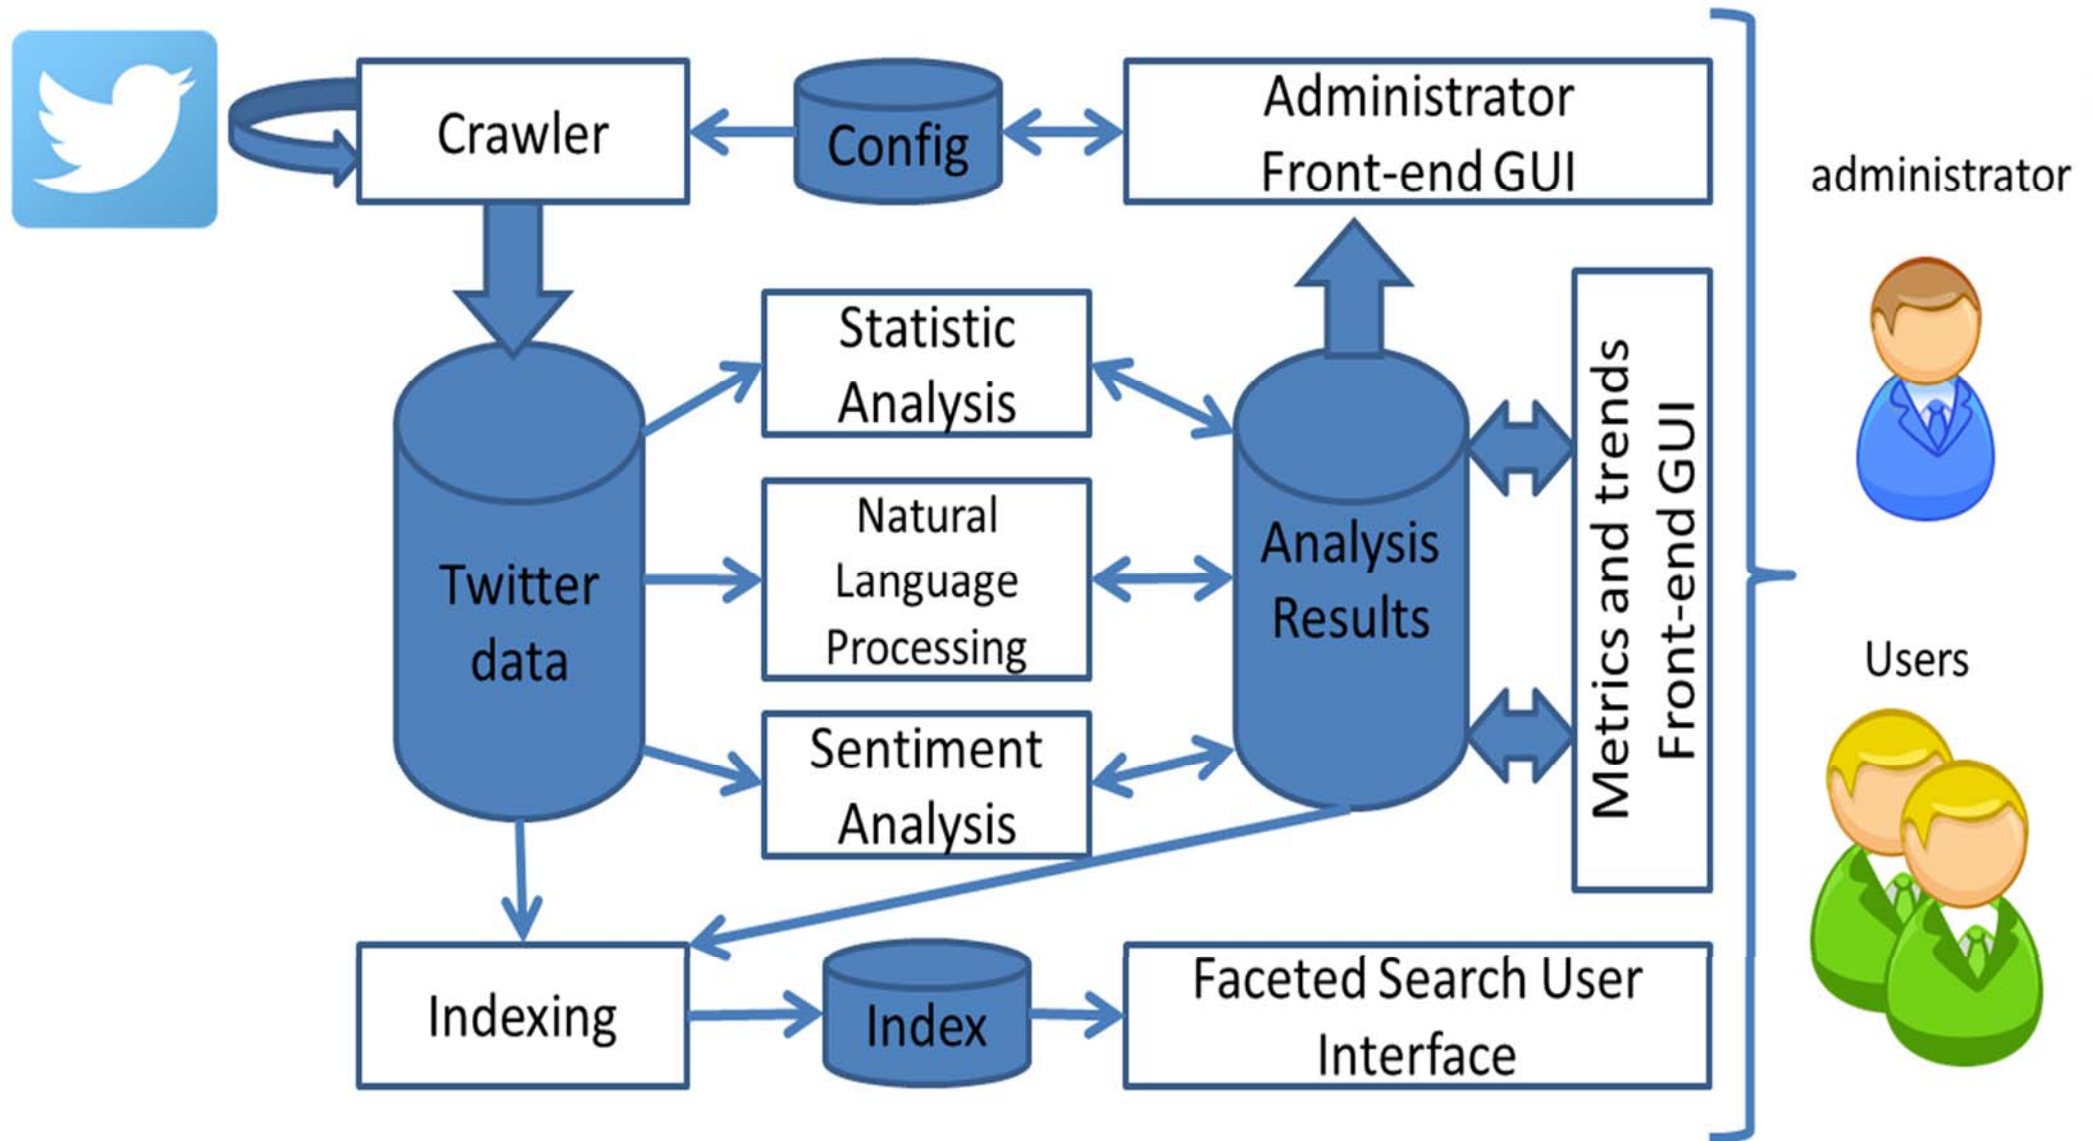 Crawler
Config
Administrator
Front-end GUI
administrator
Statistic
Analysis
Natural
Language
Processing
Sentiment
Analysis
Twitter
data
Analysis
Results
Metrics and trends
Front-end GUI
Users
Indexing
Index
Faceted Search User
Interface